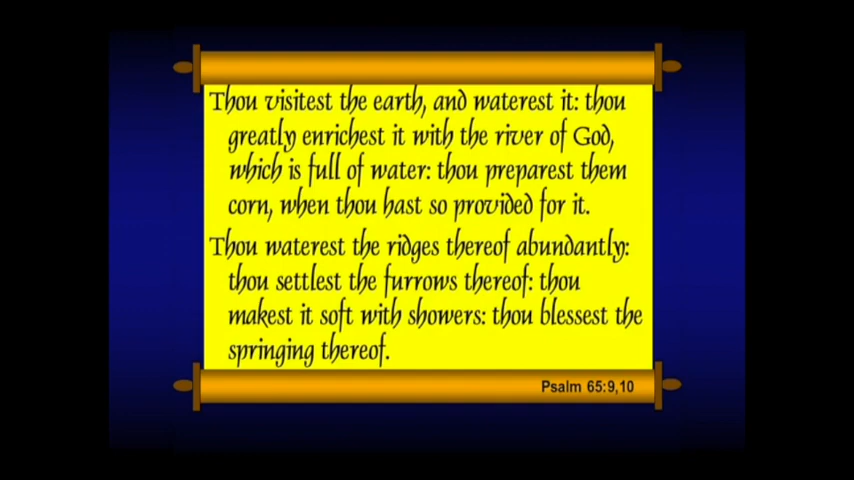 Thou visitest the earth, and waterest it: thou
greatly enrichest it with the river of God,
which is full of water: thou preparest them
corn, when thou hast so provided for it.
Thou waterest the ridges thereof abundantly:
thou settlest the furrows thereof: thou
makest it soft with showers: thou blessest the
springing thereof.
Psalm 65:9,10